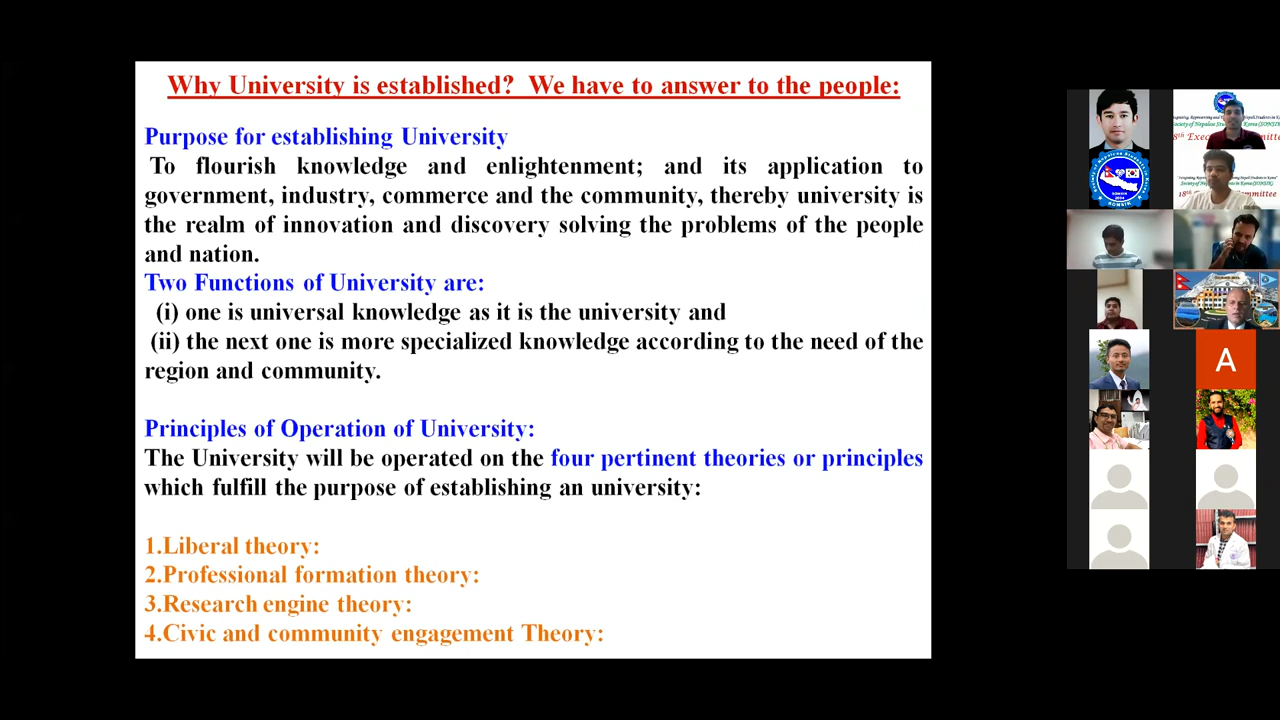 Why University is established? We have to answer to the people:
Purpose for establishing University
To flourish knowledge and enlightenment; and its application to
government, industry, commerce and the community, thereby university is
the realm of innovation and discovery solving the problems of the people
and nation.
Two Functions of University are:
(i) one is universal knowledge as it is the university and
(ii) the next one is more specialized knowledge according to the need of the
region and community.
Principles of Operation of University:
The University will be operated on the four pertinent theories or principles
which fulfill the purpose of establishing an university:
1.Liberal theory:
2.Professional formation theory:
3.Research engine theory:
4.Civic and community engagement Theory:
A